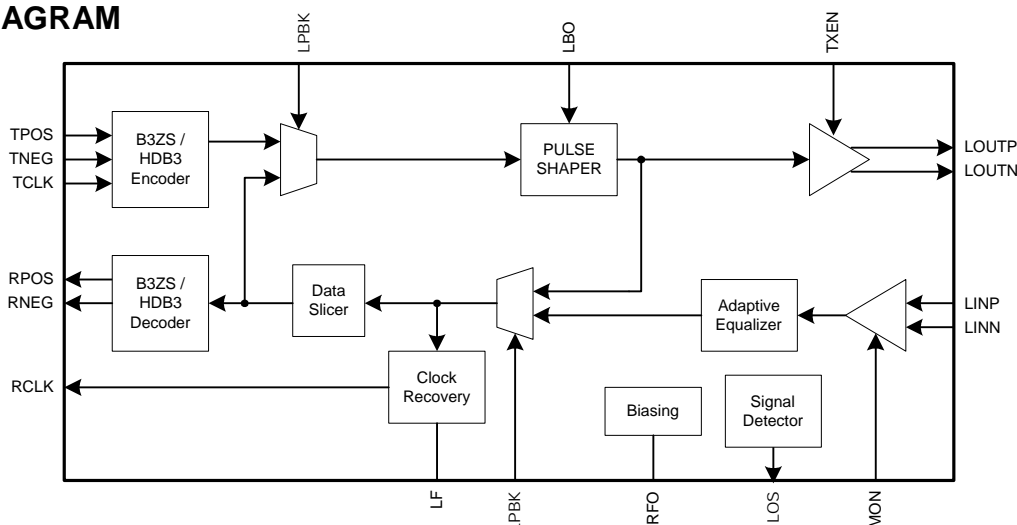 AGRAM
LPBK
LBO
TXEN
TPOS
TNEG
TCLK
B3ZS /
HDB3
Encoder
PULSE
SHAPER
LOUTP
LOUTN
RPOS
RNEG
B3ZS /
HDB3
Decoder
Data
Slicer
Adaptive
Equalizer
LINP
LINN
RCLK
Clock
Recovery
Biasing
Signal
Detector
LF
LPBK
RFO
LOS
MON